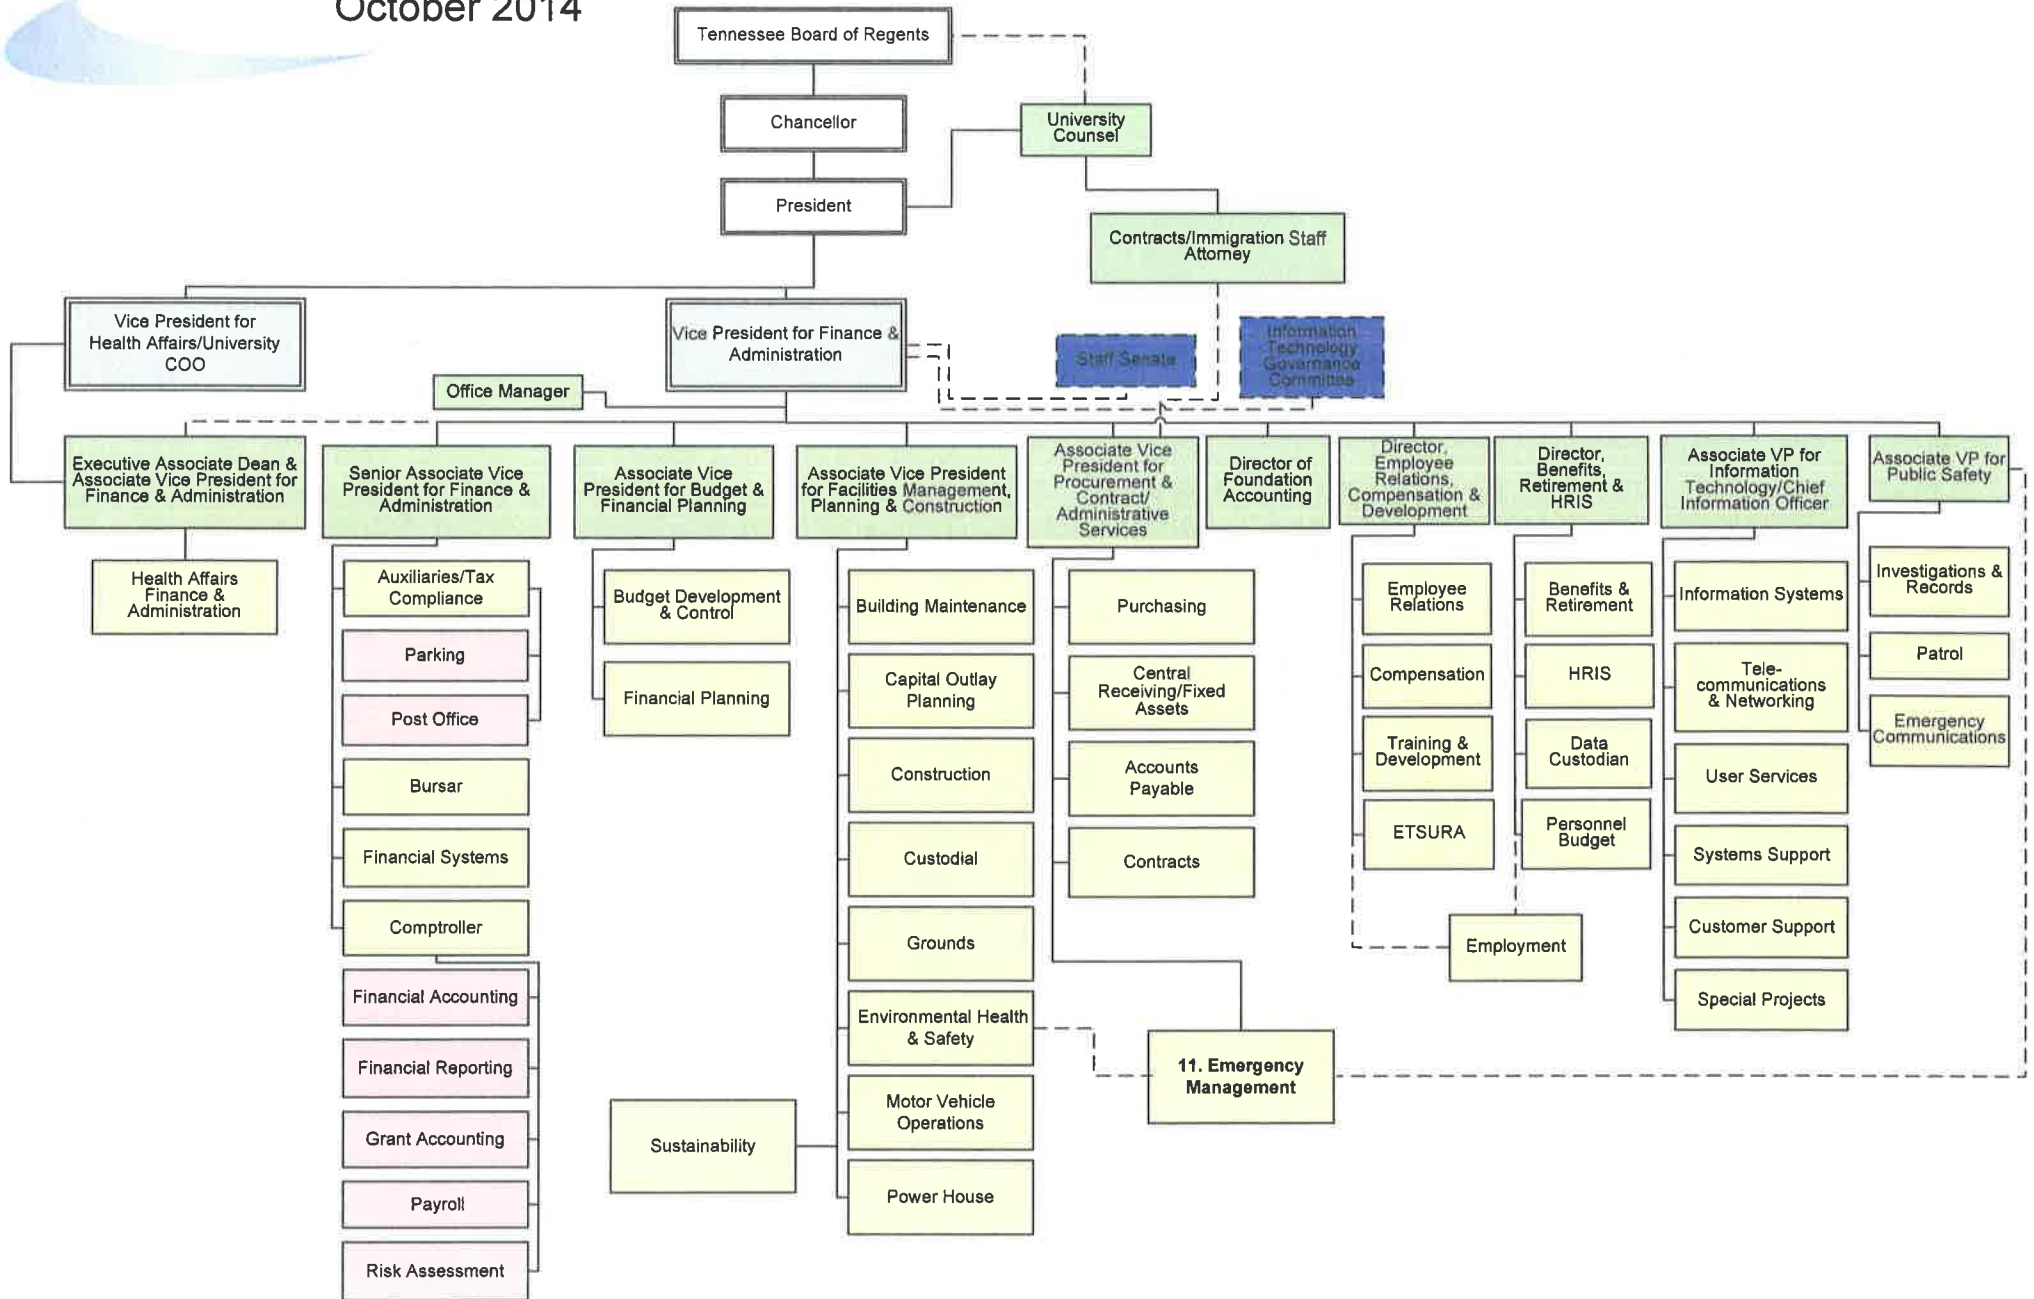 October 2014
Tennessee Board of Regents
Chancellor
University
Counsel
President
Contracts/Immigration Staff
Attorney
Vice President for
Health Affairs/University
COO
Vice President for Finance &
Administration
Staff Senate
Information
Technology
Governance
Committee
Office Manager
Executive Associate Dean &
Associate Vice President for
Finance & Administration
Senior Associate Vice
President for Finance &
Administration
Associate Vice
President for Budget &
Financial Planning
Associate Vice President
for Facilities Management,
Planning & Construction
Associate Vice
President for
Procurement &
Contract/
Administrative
Services
Director of
Foundation
Accounting
Director,
Employee
Relations,
Compensation &
Development
Director,
Benefits,
Retirement &
HRIS
Associate VP for
Information
Technology/Chief
Information Officer
Associate VP for
Public Safety
Health Affairs
Finance &
Administration
Auxiliaries/Tax
Compliance
Parking
Post Office
Bursar
Financial Systems
Comptroller
Financial Accounting
Financial Reporting
Grant Accounting
Payroll
Risk Assessment
Budget Development
& Control
Financial Planning
Building Maintenance
Capital Outlay
Planning
Construction
Custodial
Grounds
Environmental Health
& Safety
Motor Vehicle
Operations
Power House
Sustainability
Purchasing
Central
Receiving/Fixed
Assets
Accounts
Payable
Contracts
11. Emergency
Management
Employee
Relations
Compensation
Training &
Development
ETSURA
Benefits &
Retirement
HRIS
Data
Custodian
Personnel
Budget
Employment
Information Systems
Tele-
communications
& Networking
User Services
Systems Support
Customer Support
Special Projects
Investigations &
Records
Patrol
Emergency
Communications